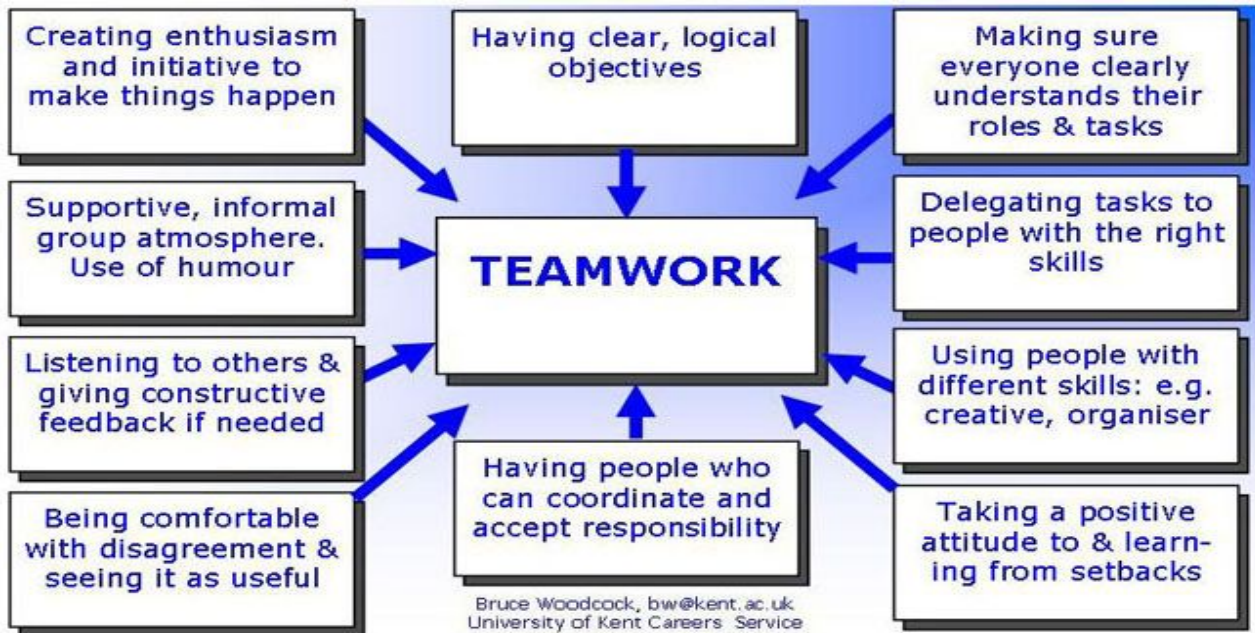 Creating enthusiasm
and initiative to
make things happen
Having clear, logical
objectives
Making sure
everyone clearly
understands their
roles & tasks
Supportive, informal
group atmosphere.
Use of humour
TEAMWORK
Delegating tasks to
people with the right
skills
Listening to others &
giving constructive
feedback if needed
Using people with
different skills: e.g.
creative, organiser
Being comfortable
with disagreement &
seeing it as useful
Having people who
can coordinate and
accept responsibility
Taking a positive
attitude to & learn-
ing from setbacks
Bruce Woodcock, bw@kent.ac.uk
University of Kent Careers Service